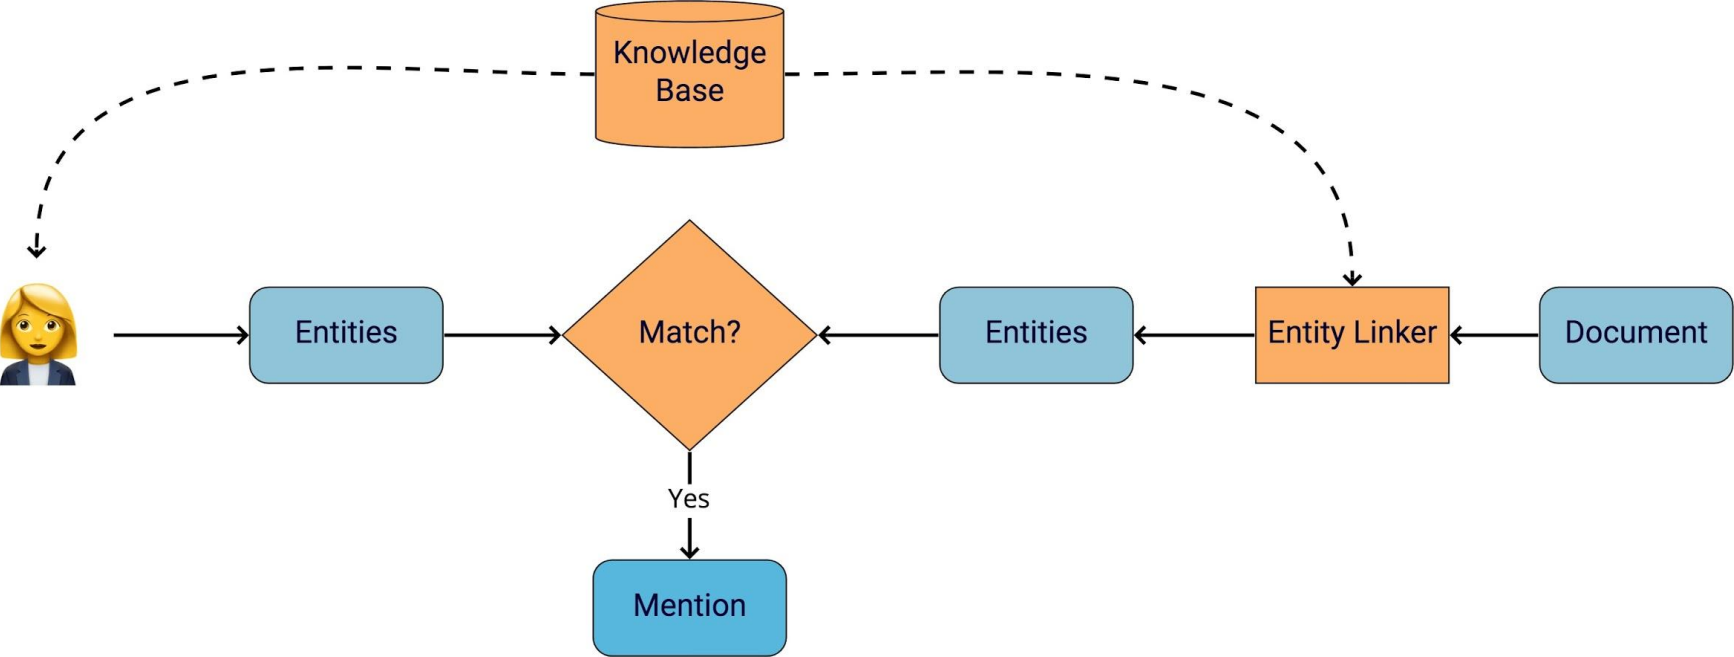 Knowledge
Base
Entities
Match?
Entities
Entity Linker
Document
Yes
Mention